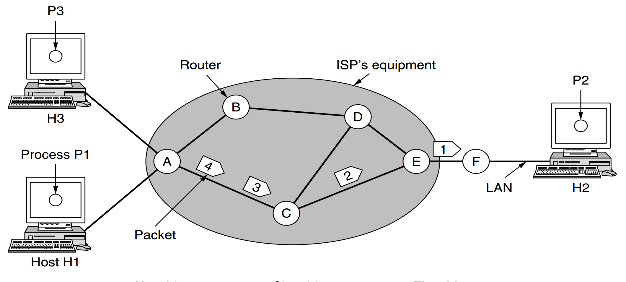 P3
H3
Process P1
Host H1
Router
ISP's equipment
B
D
A
4
3
C
2
E
1
F
Packet
P2
LAN
H2